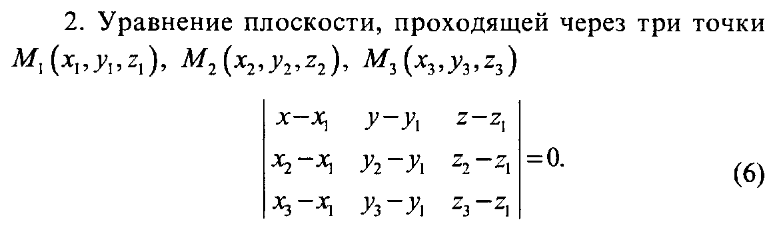 2. Уравнение плоскости, проходящей через три точки
M₁(x₁, y₁, z₁), M₂(x₂, y₂, z₂), M₃(x₃, y₃, z₃)
| x−x₁ y−y₁ z−z₁ |
| x₂−x₁ y₂−y₁ z₂−z₁ | =0.
| x₃−x₁ y₃−y₁ z₃−z₁ |
(6)